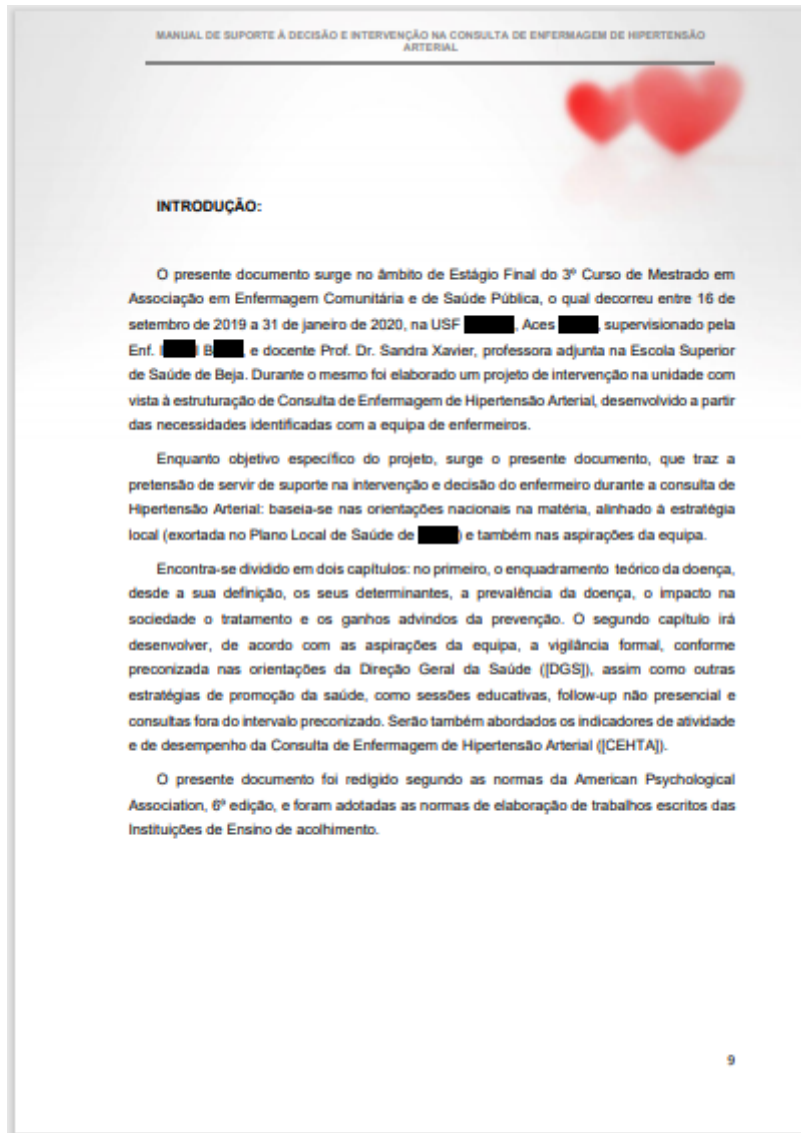 MANUAL DE SUPORTE À DECISÃO E INTERVENÇÃO NA CONSULTA DE ENFERMAGEM DE HIPERTENSÃO
ARTERIAL
INTRODUÇÃO:
O presente documento surge no âmbito de Estágio Final do 3º Curso de Mestrado em
Associação em Enfermagem Comunitária e de Saúde Pública, o qual decorreu entre 16 de
setembro de 2019 a 31 de janeiro de 2020, na USF , Aces , supervisionado pela
Enf. I l B , e docente Prof. Dr. Sandra Xavier, professora adjunta na Escola Superior
de Saúde de Beja. Durante o mesmo foi elaborado um projeto de intervenção na unidade com
vista à estruturação de Consulta de Enfermagem de Hipertensão Arterial, desenvolvido a partir
das necessidades identificadas com a equipa de enfermeiros.
Enquanto objetivo específico do projeto, surge o presente documento, que traz a
pretensão de servir de suporte na intervenção e decisão do enfermeiro durante a consulta de
Hipertensão Arterial: baseia-se nas orientações nacionais na matéria, alinhado à estratégia
local (exortada no Plano Local de Saúde de ) e também nas aspirações da equipa.
Encontra-se dividido em dois capítulos: no primeiro, o enquadramento teórico da doença,
desde a sua definição, os seus determinantes, a prevalência da doença, o impacto na
sociedade o tratamento e os ganhos advindos da prevenção. O segundo capítulo irá
desenvolver, de acordo com as aspirações da equipa, a vigilância formal, conforme
preconizada nas orientações da Direção Geral da Saúde ([DGS]), assim como outras
estratégias de promoção da saúde, como sessões educativas, follow-up não presencial e
consultas fora do intervalo preconizado. Serão também abordados os indicadores de atividade
e de desempenho da Consulta de Enfermagem de Hipertensão Arterial ([CEHTA]).
O presente documento foi redigido segundo as normas da American Psychological
Association, 6ª edição, e foram adotadas as normas de elaboração de trabalhos escritos das
Instituições de Ensino de acolhimento.
9